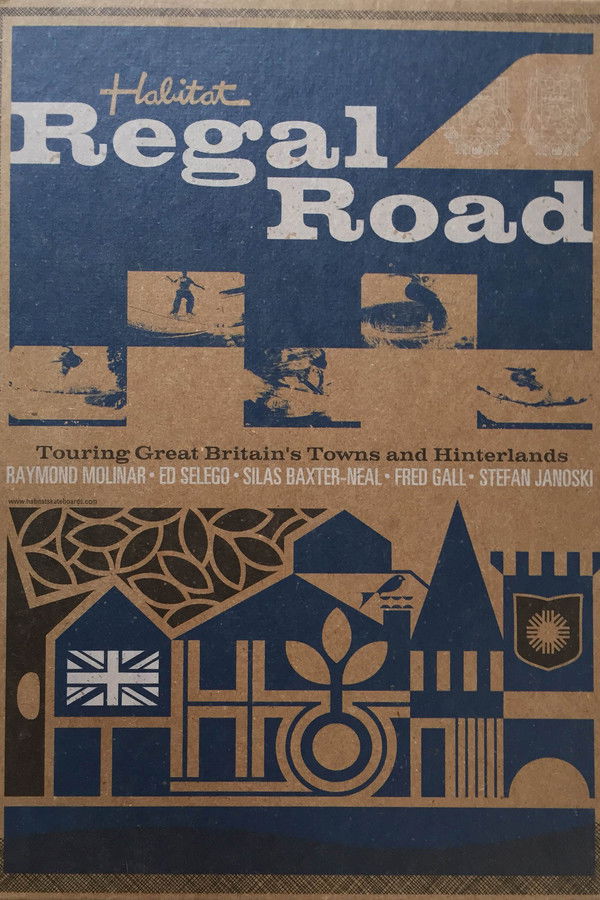 Habitat
Regal
Road
Touring Great Britain's Towns and Hinterlands
RAYMOND MOLINAR • ED SELEGO • SILAS BAXTER-NEAL • FRED GALL • STEFAN JANOSKI
www.habitatskateboards.com